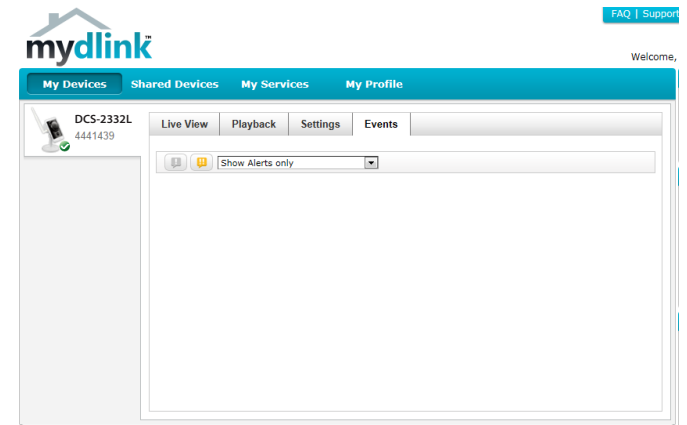 FAQ | Support
mydlink™
Welcome,
My Devices Shared Devices My Services My Profile
DCS-2332L
4441439
Live View Playback Settings Events
Show Alerts only